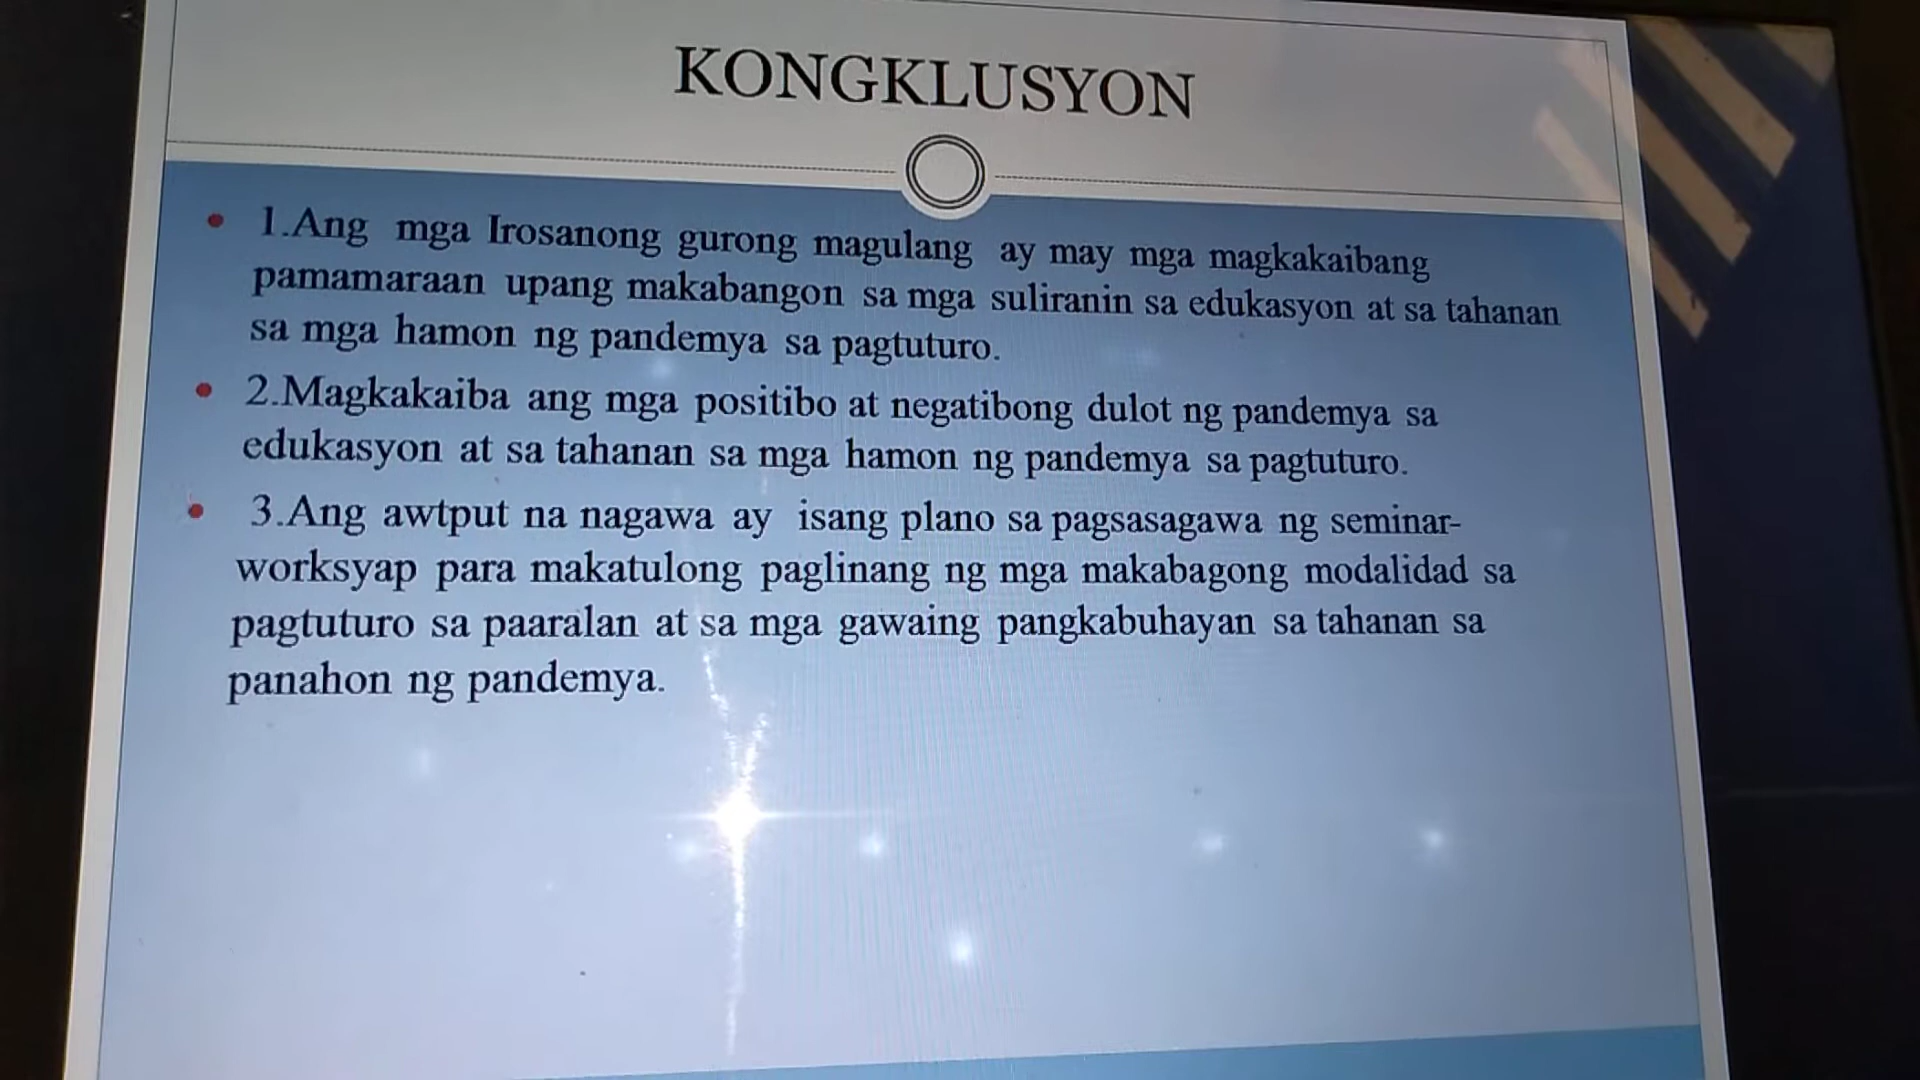 KONGKLUSYON
1.Ang mga Irosanong gurong magulang ay may mga magkakaibang
pamamaraan upang makabangon sa mga suliranin sa edukasyon at sa tahanan
sa mga hamon ng pandemya sa pagtuturo.
2.Magkakaiba ang mga positibo at negatibong dulot ng pandemya sa
edukasyon at sa tahanan sa mga hamon ng pandemya sa pagtuturo.
3.Ang awtput na nagawa ay isang plano sa pagsasagawa ng seminar-
worksyap para makatulong paglinang ng mga makabagong modalidad sa
pagtuturo sa paaralan at sa mga gawaing pangkabuhayan sa tahanan sa
panahon ng pandemya.